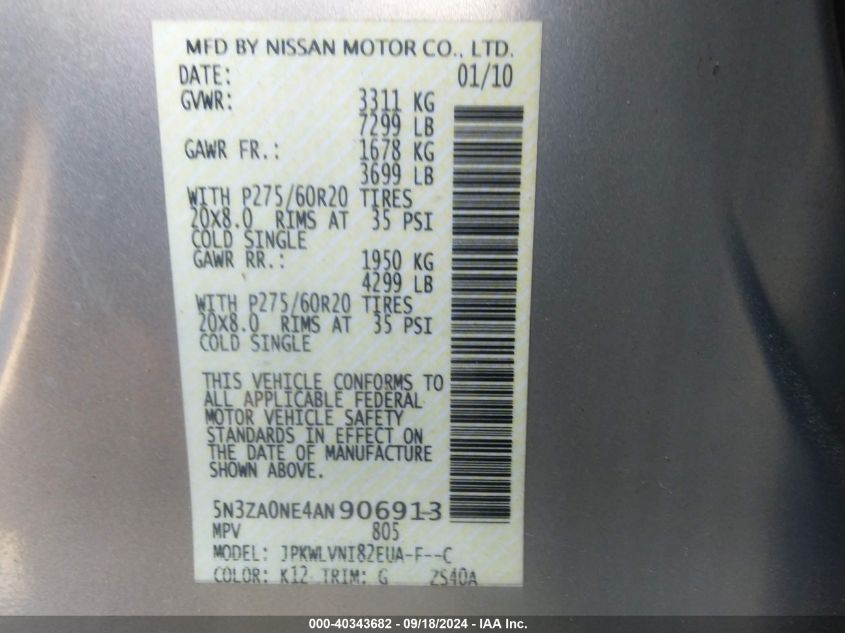 MFD BY NISSAN MOTOR CO., LTD.
DATE: 01/10
GVWR: 3311 KG
7299 LB
GAWR FR.: 1678 KG
3699 LB
WITH P275/60R20 TIRES
20X8.0 RIMS AT 35 PSI
COLD SINGLE
GAWR RR.: 1950 KG
4299 LB
WITH P275/60R20 TIRES
20X8.0 RIMS AT 35 PSI
COLD SINGLE
THIS VEHICLE CONFORMS TO
ALL APPLICABLE FEDERAL
MOTOR VEHICLE SAFETY
STANDARDS IN EFFECT ON
THE DATE OF MANUFACTURE
SHOWN ABOVE.
5N3ZA0NE4AN906913
MPV 805
MODEL: JPKWLVNI82EUA-F--C
COLOR: K12 TRIM: G ZS40A
000-40343682 - 09/18/2024 - IAA Inc.